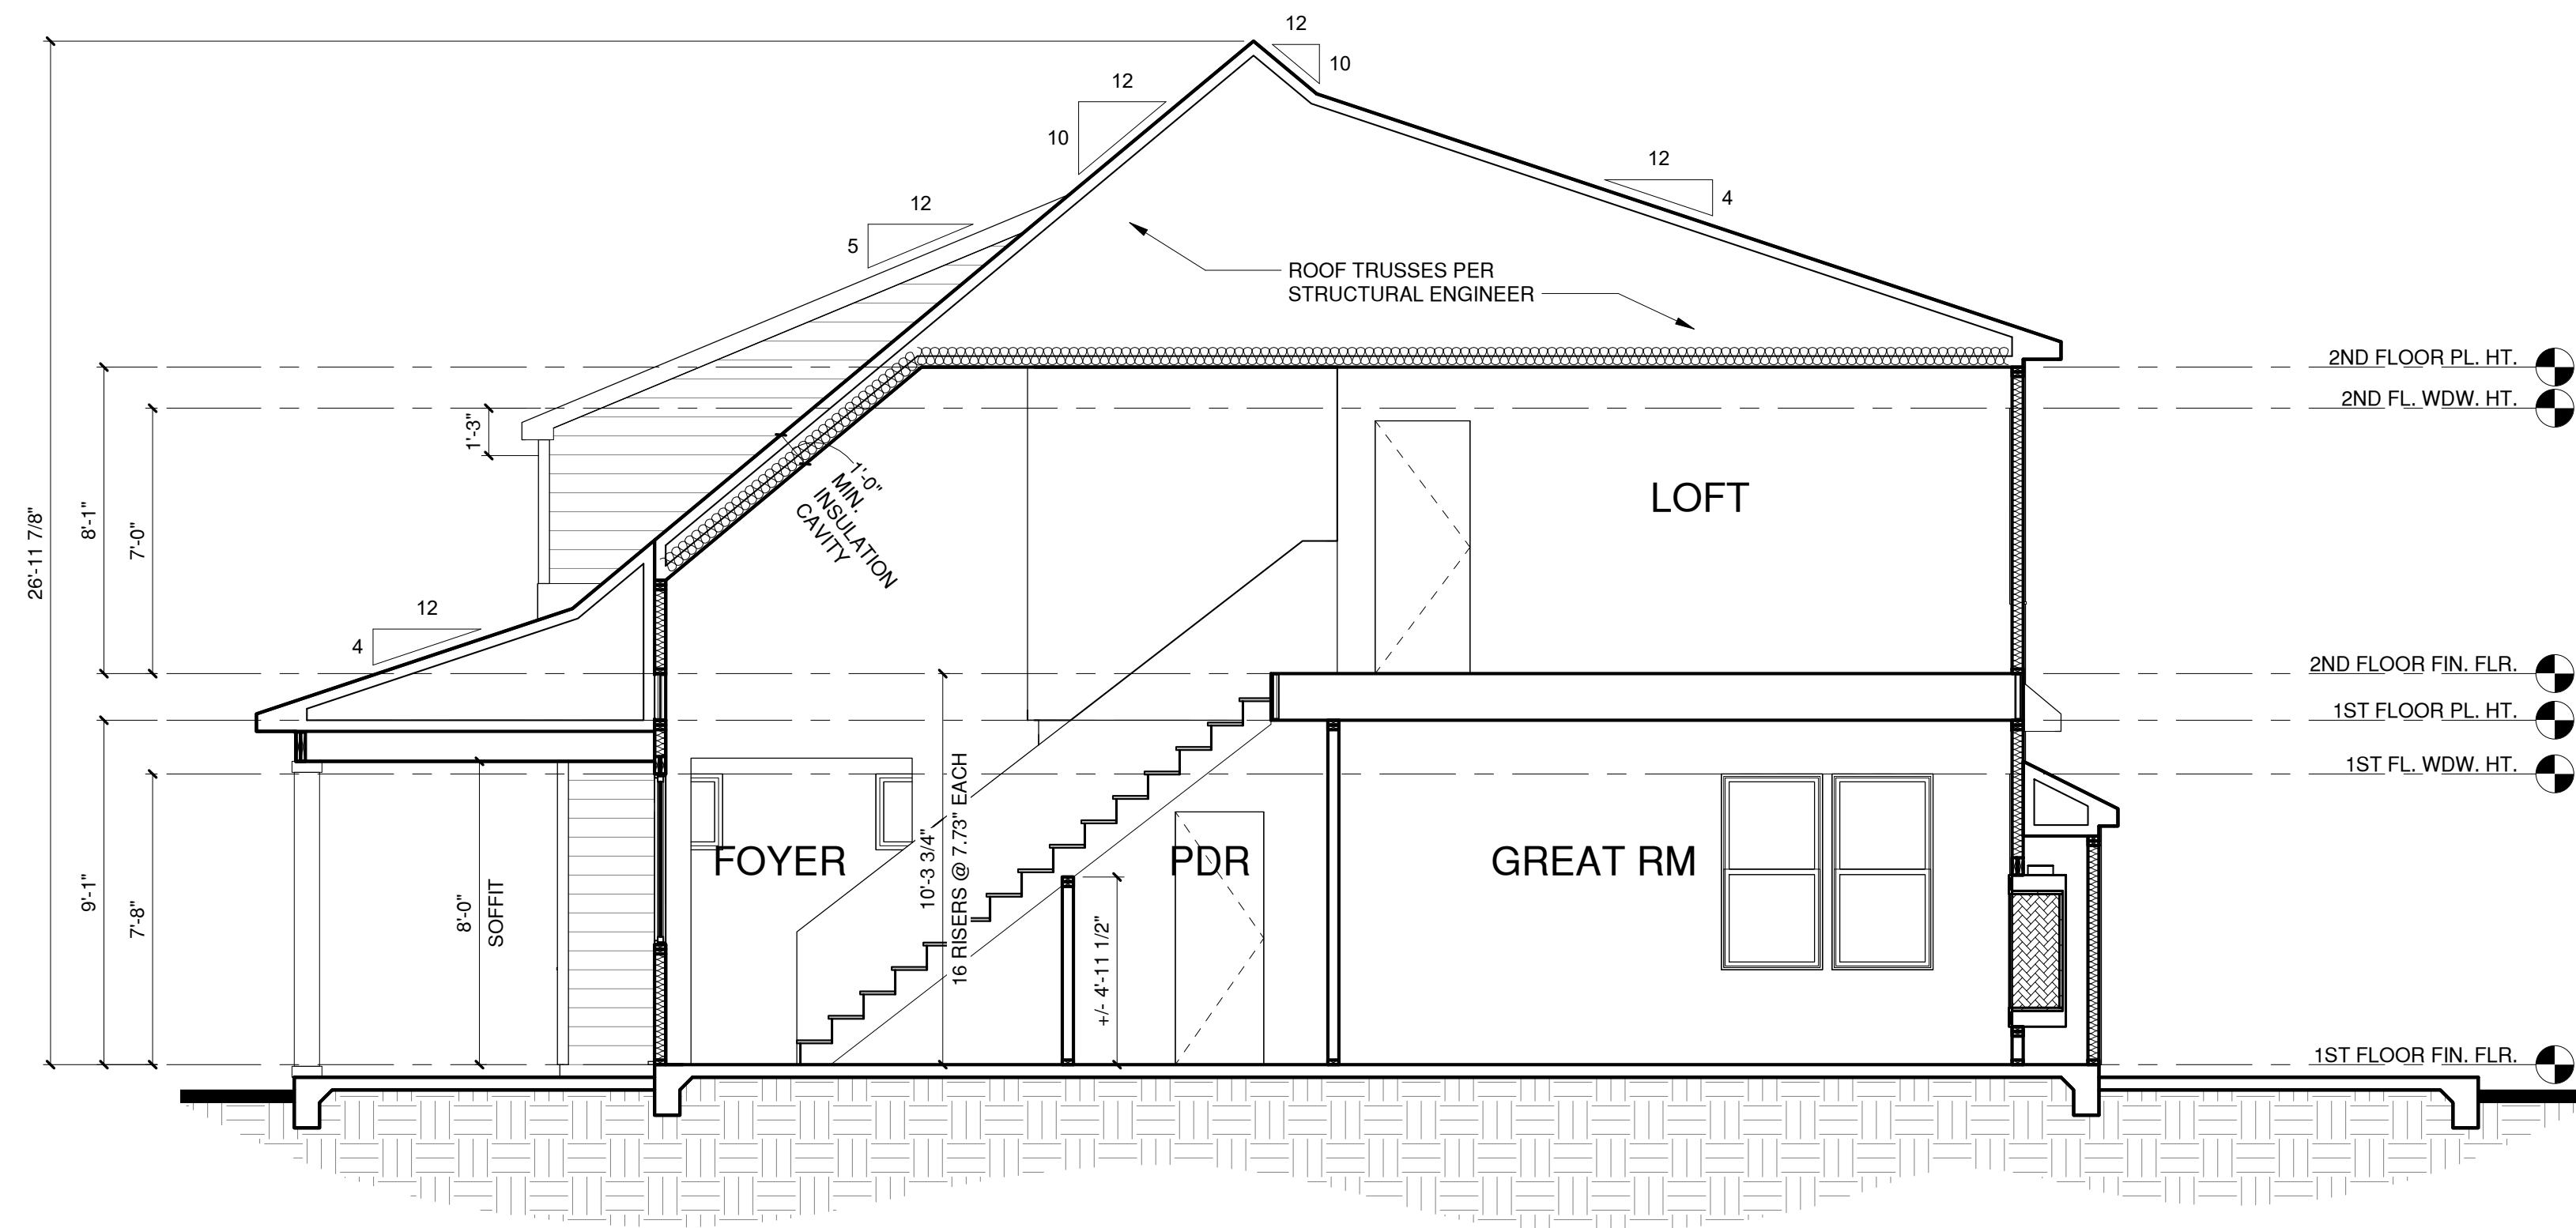 12
10
12
10
12
4
12
5
ROOF TRUSSES PER
STRUCTURAL ENGINEER
2ND FLOOR PL. HT.
2ND FL. WDW. HT.
1'-3"
1'-0"
MIN.
INSULATION
CAVITY
LOFT
26'-11 7/8"
8'-1"
7'-0"
12
4
2ND FLOOR FIN. FLR.
1ST FLOOR PL. HT.
1ST FL. WDW. HT.
9'-1"
7'-8"
8'-0"
SOFFIT
FOYER
10'-3 3/4"
16 RISERS @ 7.73" EACH
PDR
+/- 4'-11 1/2"
GREAT RM
1ST FLOOR FIN. FLR.